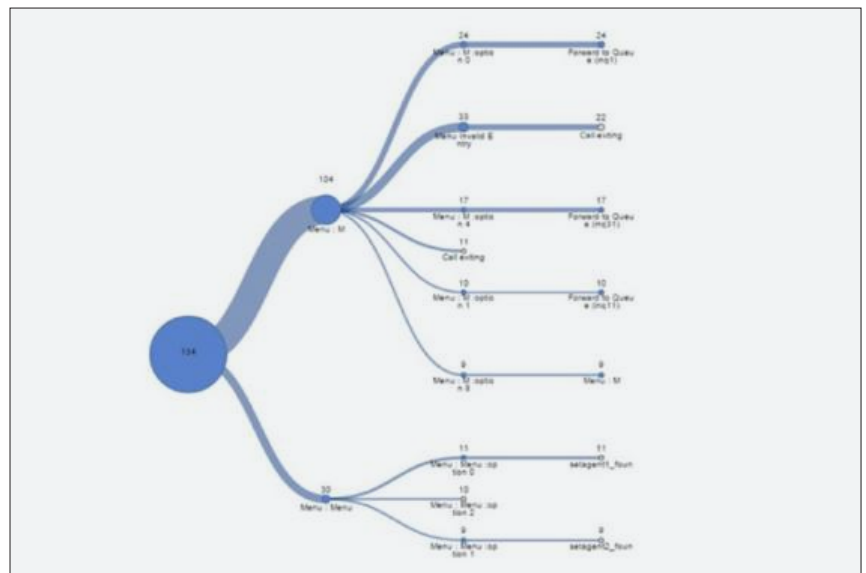 24
Menu : M :optio
n 0
24
Forward to Queu
e (mq1)
33
Menu Invalid E
ntry
22
Call exiting
104
Menu : M
17
Menu : M :optio
n 4
17
Forward to Queu
e (mq31)
11
Call exiting
10
Menu : M :optio
n 1
10
Forward to Queu
e (mq11)
134
9
Menu : M :optio
n 8
9
Menu : M
11
Menu : Menu :op
tion 0
11
setagent1_foun
30
Menu : Menu
10
Menu : Menu :op
tion 2
9
Menu : Menu :op
tion 1
9
setagent2_foun